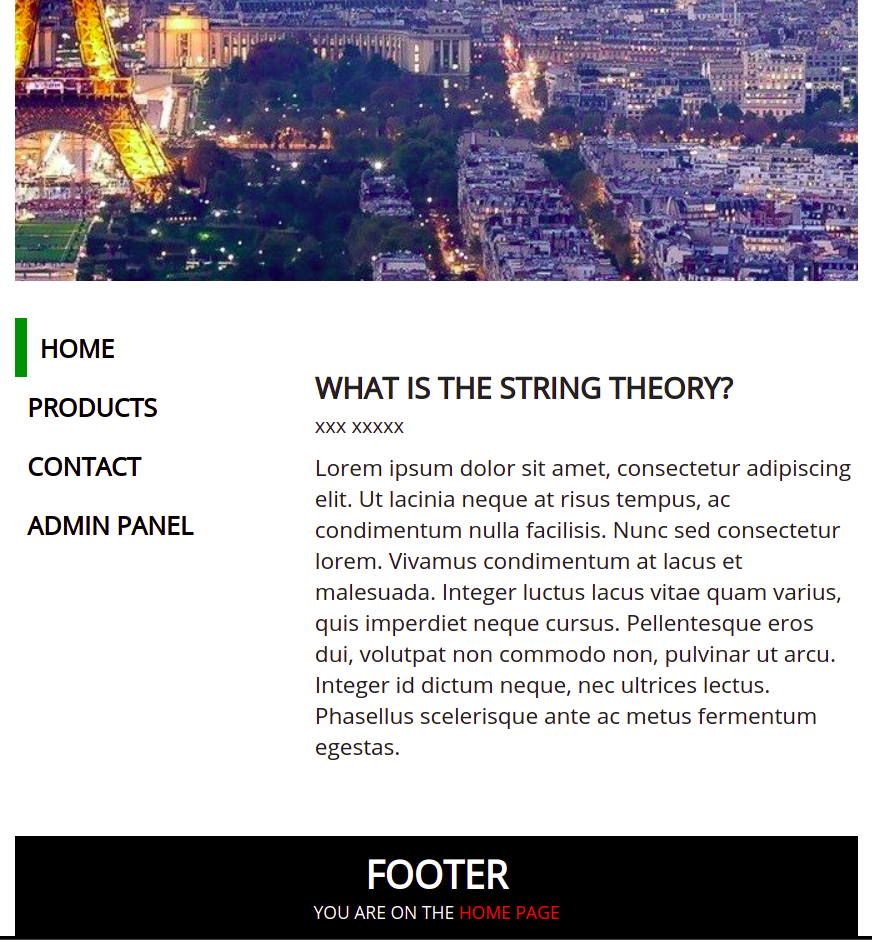 HOME
PRODUCTS
CONTACT
ADMIN PANEL
WHAT IS THE STRING THEORY?
xxx xxxxx
Lorem ipsum dolor sit amet, consectetur adipiscing
elit. Ut lacinia neque at risus tempus, ac
condimentum nulla facilisis. Nunc sed consectetur
lorem. Vivamus condimentum at lacus et
malesuada. Integer luctus lacus vitae quam varius,
quis imperdiet neque cursus. Pellentesque eros
dui, volutpat non commodo non, pulvinar ut arcu.
Integer id dictum neque, nec ultrices lectus.
Phasellus scelerisque ante ac metus fermentum
egestas.
FOOTER
YOU ARE ON THE HOME PAGE